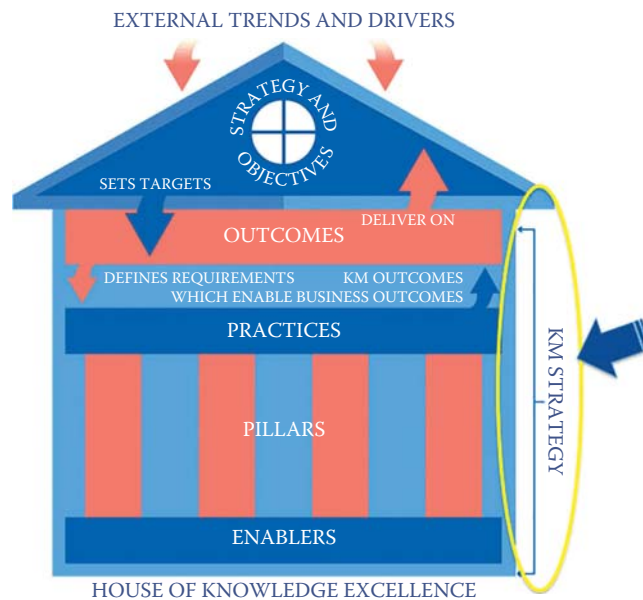 EXTERNAL TRENDS AND DRIVERS
STRATEGY AND
OBJECTIVES
SETS TARGETS
DELIVER ON
OUTCOMES
DEFINES REQUIREMENTS
KM OUTCOMES
WHICH ENABLE BUSINESS OUTCOMES
PRACTICES
KM STRATEGY
PILLARS
ENABLERS
HOUSE OF KNOWLEDGE EXCELLENCE